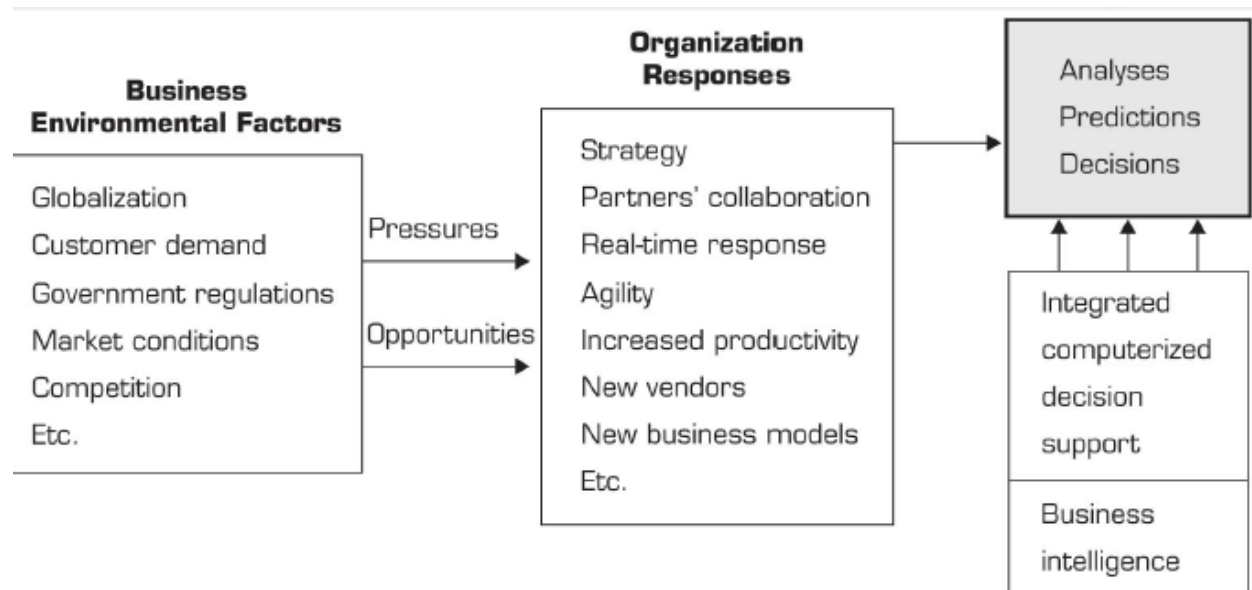 Business
Environmental Factors
Globalization
Customer demand
Government regulations
Market conditions
Competition
Etc.
Pressures
Opportunities
Organization
Responses
Strategy
Partners' collaboration
Real-time response
Agility
Increased productivity
New vendors
New business models
Etc.
Analyses
Predictions
Decisions
Integrated
computerized
decision
support
Business
intelligence